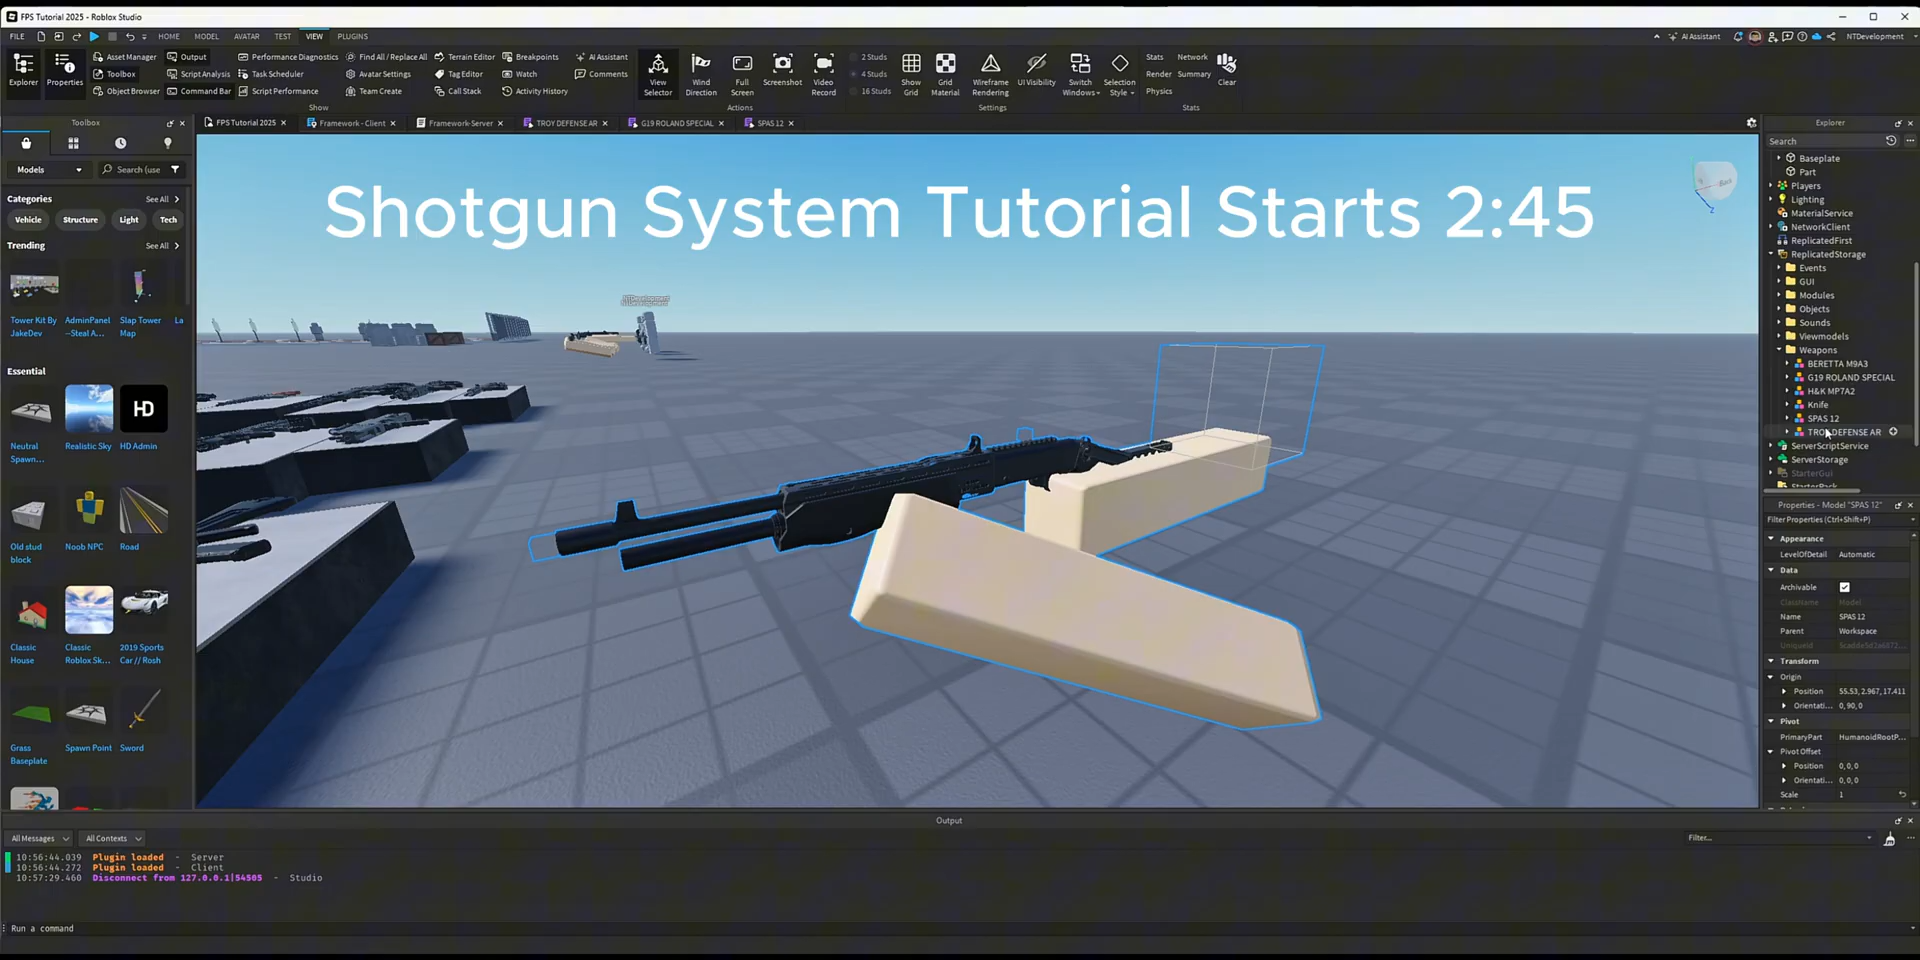 FPS Tutorial 2025 - Roblox Studio
FILE HOME MODEL AVATAR TEST VIEW PLUGINS AI Assistant NTDevelopment
Asset Manager Output Performance Diagnostics Find All / Replace All Terrain Editor Breakpoints AI Assistant 2 Studs Stats Network
Explorer Properties Toolbox Script Analysis Task Scheduler Avatar Settings Tag Editor Watch Comments 4 Studs Render Summary
Object Browser Command Bar Script Performance Team Create Call Stack Activity History 16 Studs Physics
View Selector Wind Direction Full Screen Screenshot Video Record Show Grid Grid Material Wireframe Rendering UI Visibility Switch Windows Selection Style Clear
Show Actions Settings Stats
Toolbox FPS Tutorial 2025 Framework - Client Framework-Server TROY DEFENSE AR G19 ROLAND SPECIAL SPAS 12 Explorer
Models Search (use
Categories See All
Vehicle Structure Light Tech
Trending See All
Tower Kit By JakeDev
AdminPanel --Steal A...
Slap Tower Map
La
Essential
HD
Neutral Spawn...
Realistic Sky
HD Admin
Old stud block
Noob NPC
Road
Classic House
Classic Roblox Sk...
2019 Sports Car // Rosh
Grass Baseplate
Spawn Point
Sword
Shotgun System Tutorial Starts 2:45
NTDevelopment
Search
Baseplate
Part
Players
Lighting
MaterialService
NetworkClient
ReplicatedFirst
ReplicatedStorage
Events
GUI
Modules
Objects
Sounds
Viewmodels
Weapons
BERETTA M9A3
G19 ROLAND SPECIAL
H&K MP7A2
Knife
SPAS 12
TROY DEFENSE AR
ServerScriptService
ServerStorage
StarterGui
StarterPack
Properties - Model "SPAS 12"
Filter Properties (Ctrl+Shift+P)
Appearance
LevelOfDetail Automatic
Data
Archivable
ClassName Model
Name SPAS 12
Parent Workspace
UniqueId
Transform
Origin
Position 55.53, 2.967, 17.411
Orientati... 0, 90, 0
Pivot
PrimaryPart HumanoidRootP...
Pivot Offset
Position 0, 0, 0
Orientati... 0, 0, 0
Scale 1
Output
All Messages All Contexts Filter...
10:56:44.039 Plugin loaded - Server
10:56:44.272 Plugin loaded - Client
10:57:29.460 Disconnect from 127.0.0.1|54505 - Studio
Run a command